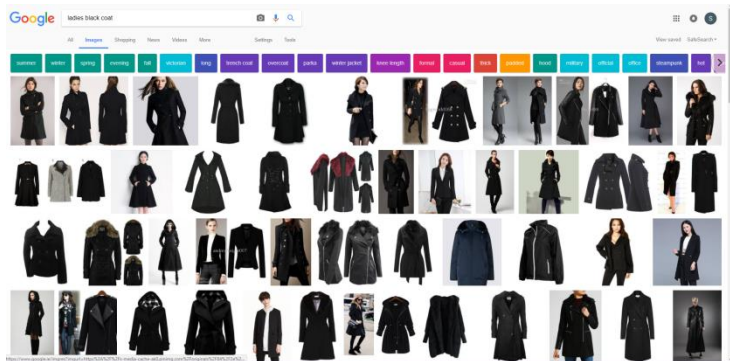 Google
ladies black coat
S
All Images Shopping News Videos More Settings Tools
View saved SafeSearch
summer winter spring evening fall victorian long trench coat overcoat parka winter jacket knee length formal casual thick fashion hood military official office steampunk hot